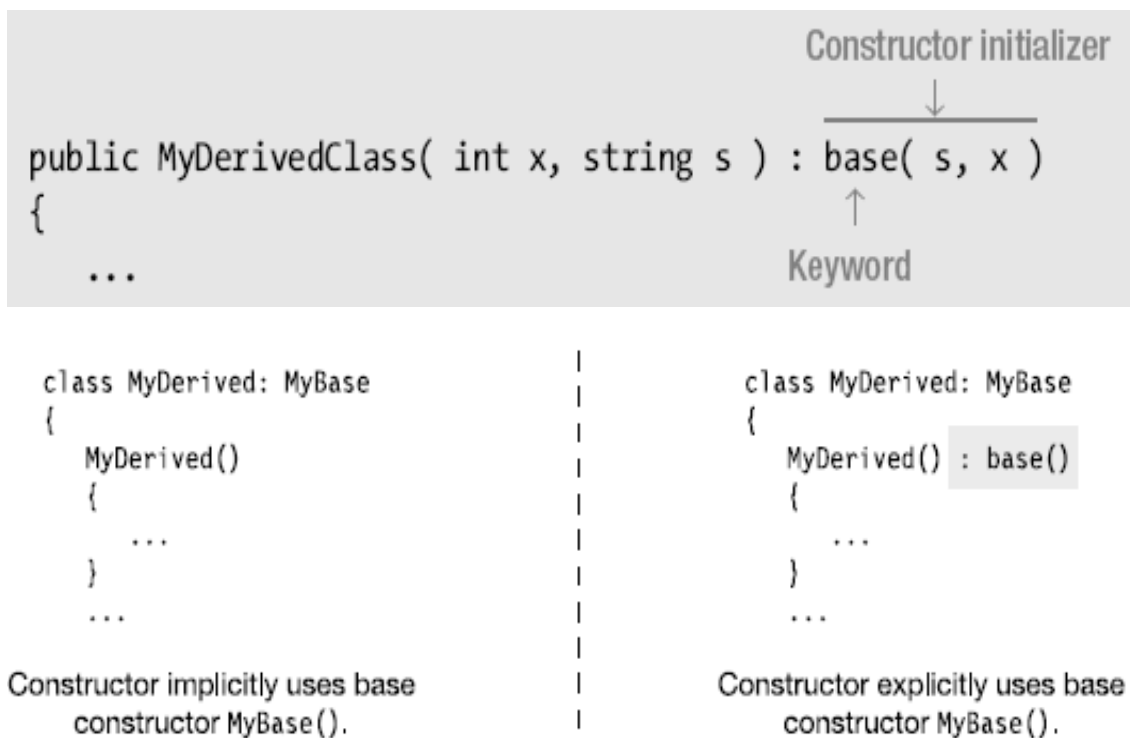 Constructor initializer
public MyDerivedClass( int x, string s ) : base( s, x )
{
Keyword
...
class MyDerived: MyBase
{
MyDerived()
{
...
}
...
Constructor implicitly uses base
constructor MyBase().
class MyDerived: MyBase
{
MyDerived() : base()
{
...
}
...
Constructor explicitly uses base
constructor MyBase().